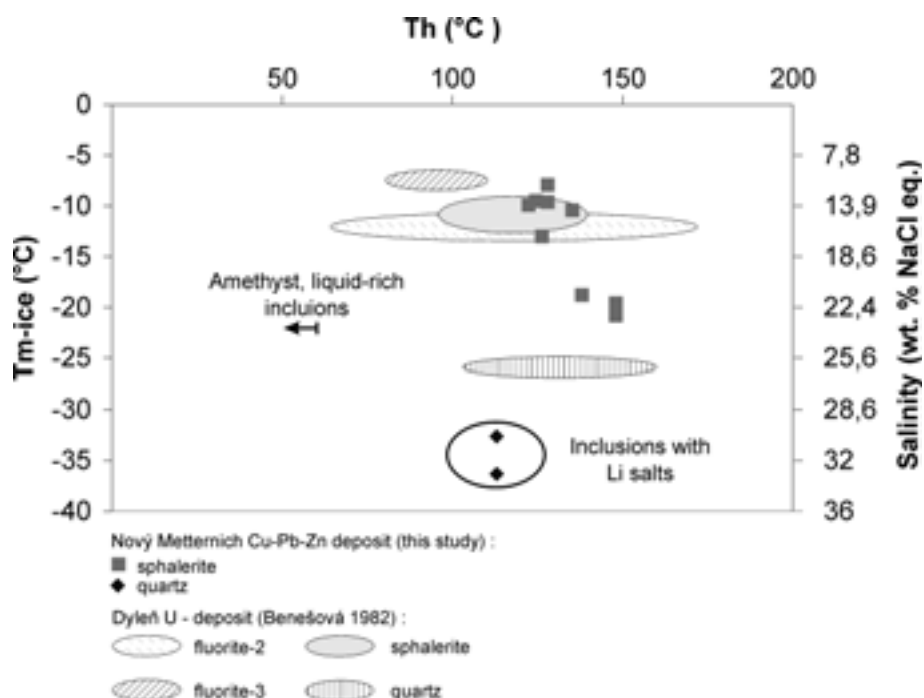 Th (°C )
50 100 150 200
0
-5 7,8
-10 13,9
-15 18,6
Amethyst, liquid-rich
incluions
-20 22,4
-25 25,6
-30 28,6
Inclusions with
Li salts
-35 32
-40 36
Tm-ice (°C)
Salinity (wt. % NaCl eq.)
Nový Metternich Cu-Pb-Zn deposit (this study) :
sphalerite
quartz
Dyleň U - deposit (Benešová 1982) :
fluorite-2 sphalerite
fluorite-3 quartz